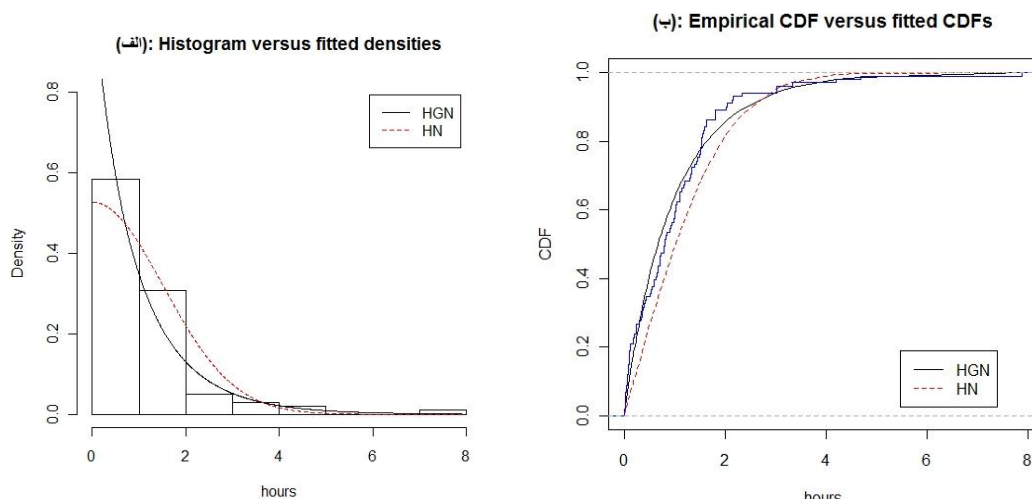 (الف): Histogram versus fitted densities
0.8
0.6
0.4
0.2
0.0
Density
HGN
HN
0 2 4 6 8
hours
(ب): Empirical CDF versus fitted CDFs
1.0
0.8
0.6
0.4
0.2
0.0
CDF
HGN
HN
0 2 4 6 8
hours